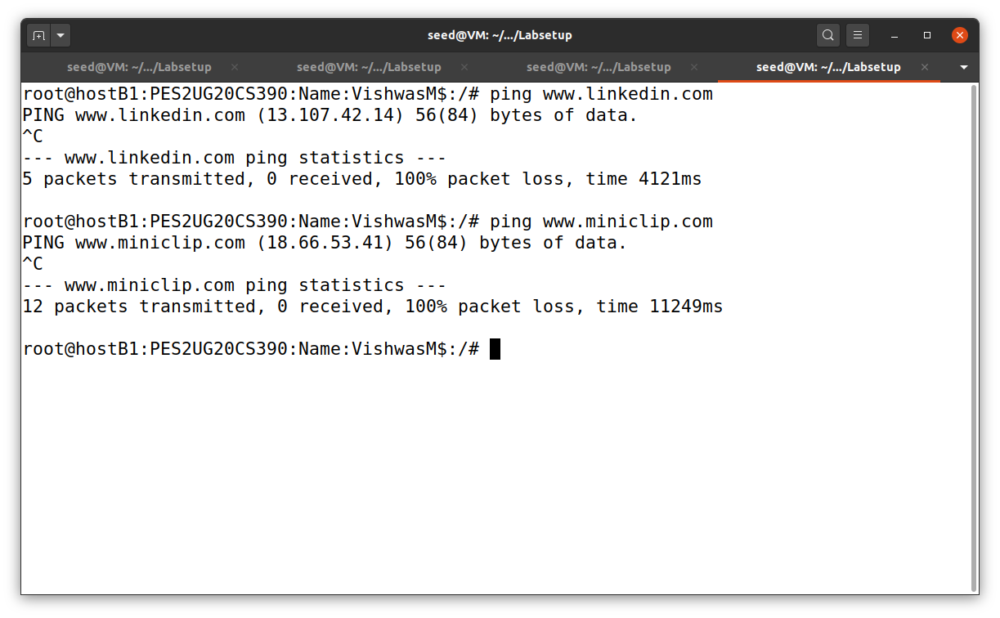 seed@VM: ~/.../Labsetup
seed@VM: ~/.../Labsetup seed@VM: ~/.../Labsetup seed@VM: ~/.../Labsetup seed@VM: ~/.../Labsetup
root@hostB1:PES2UG20CS390:Name:VishwasM$:/# ping www.linkedin.com
PING www.linkedin.com (13.107.42.14) 56(84) bytes of data.
^C
--- www.linkedin.com ping statistics ---
5 packets transmitted, 0 received, 100% packet loss, time 4121ms
root@hostB1:PES2UG20CS390:Name:VishwasM$:/# ping www.miniclip.com
PING www.miniclip.com (18.66.53.41) 56(84) bytes of data.
^C
--- www.miniclip.com ping statistics ---
12 packets transmitted, 0 received, 100% packet loss, time 11249ms
root@hostB1:PES2UG20CS390:Name:VishwasM$:/#